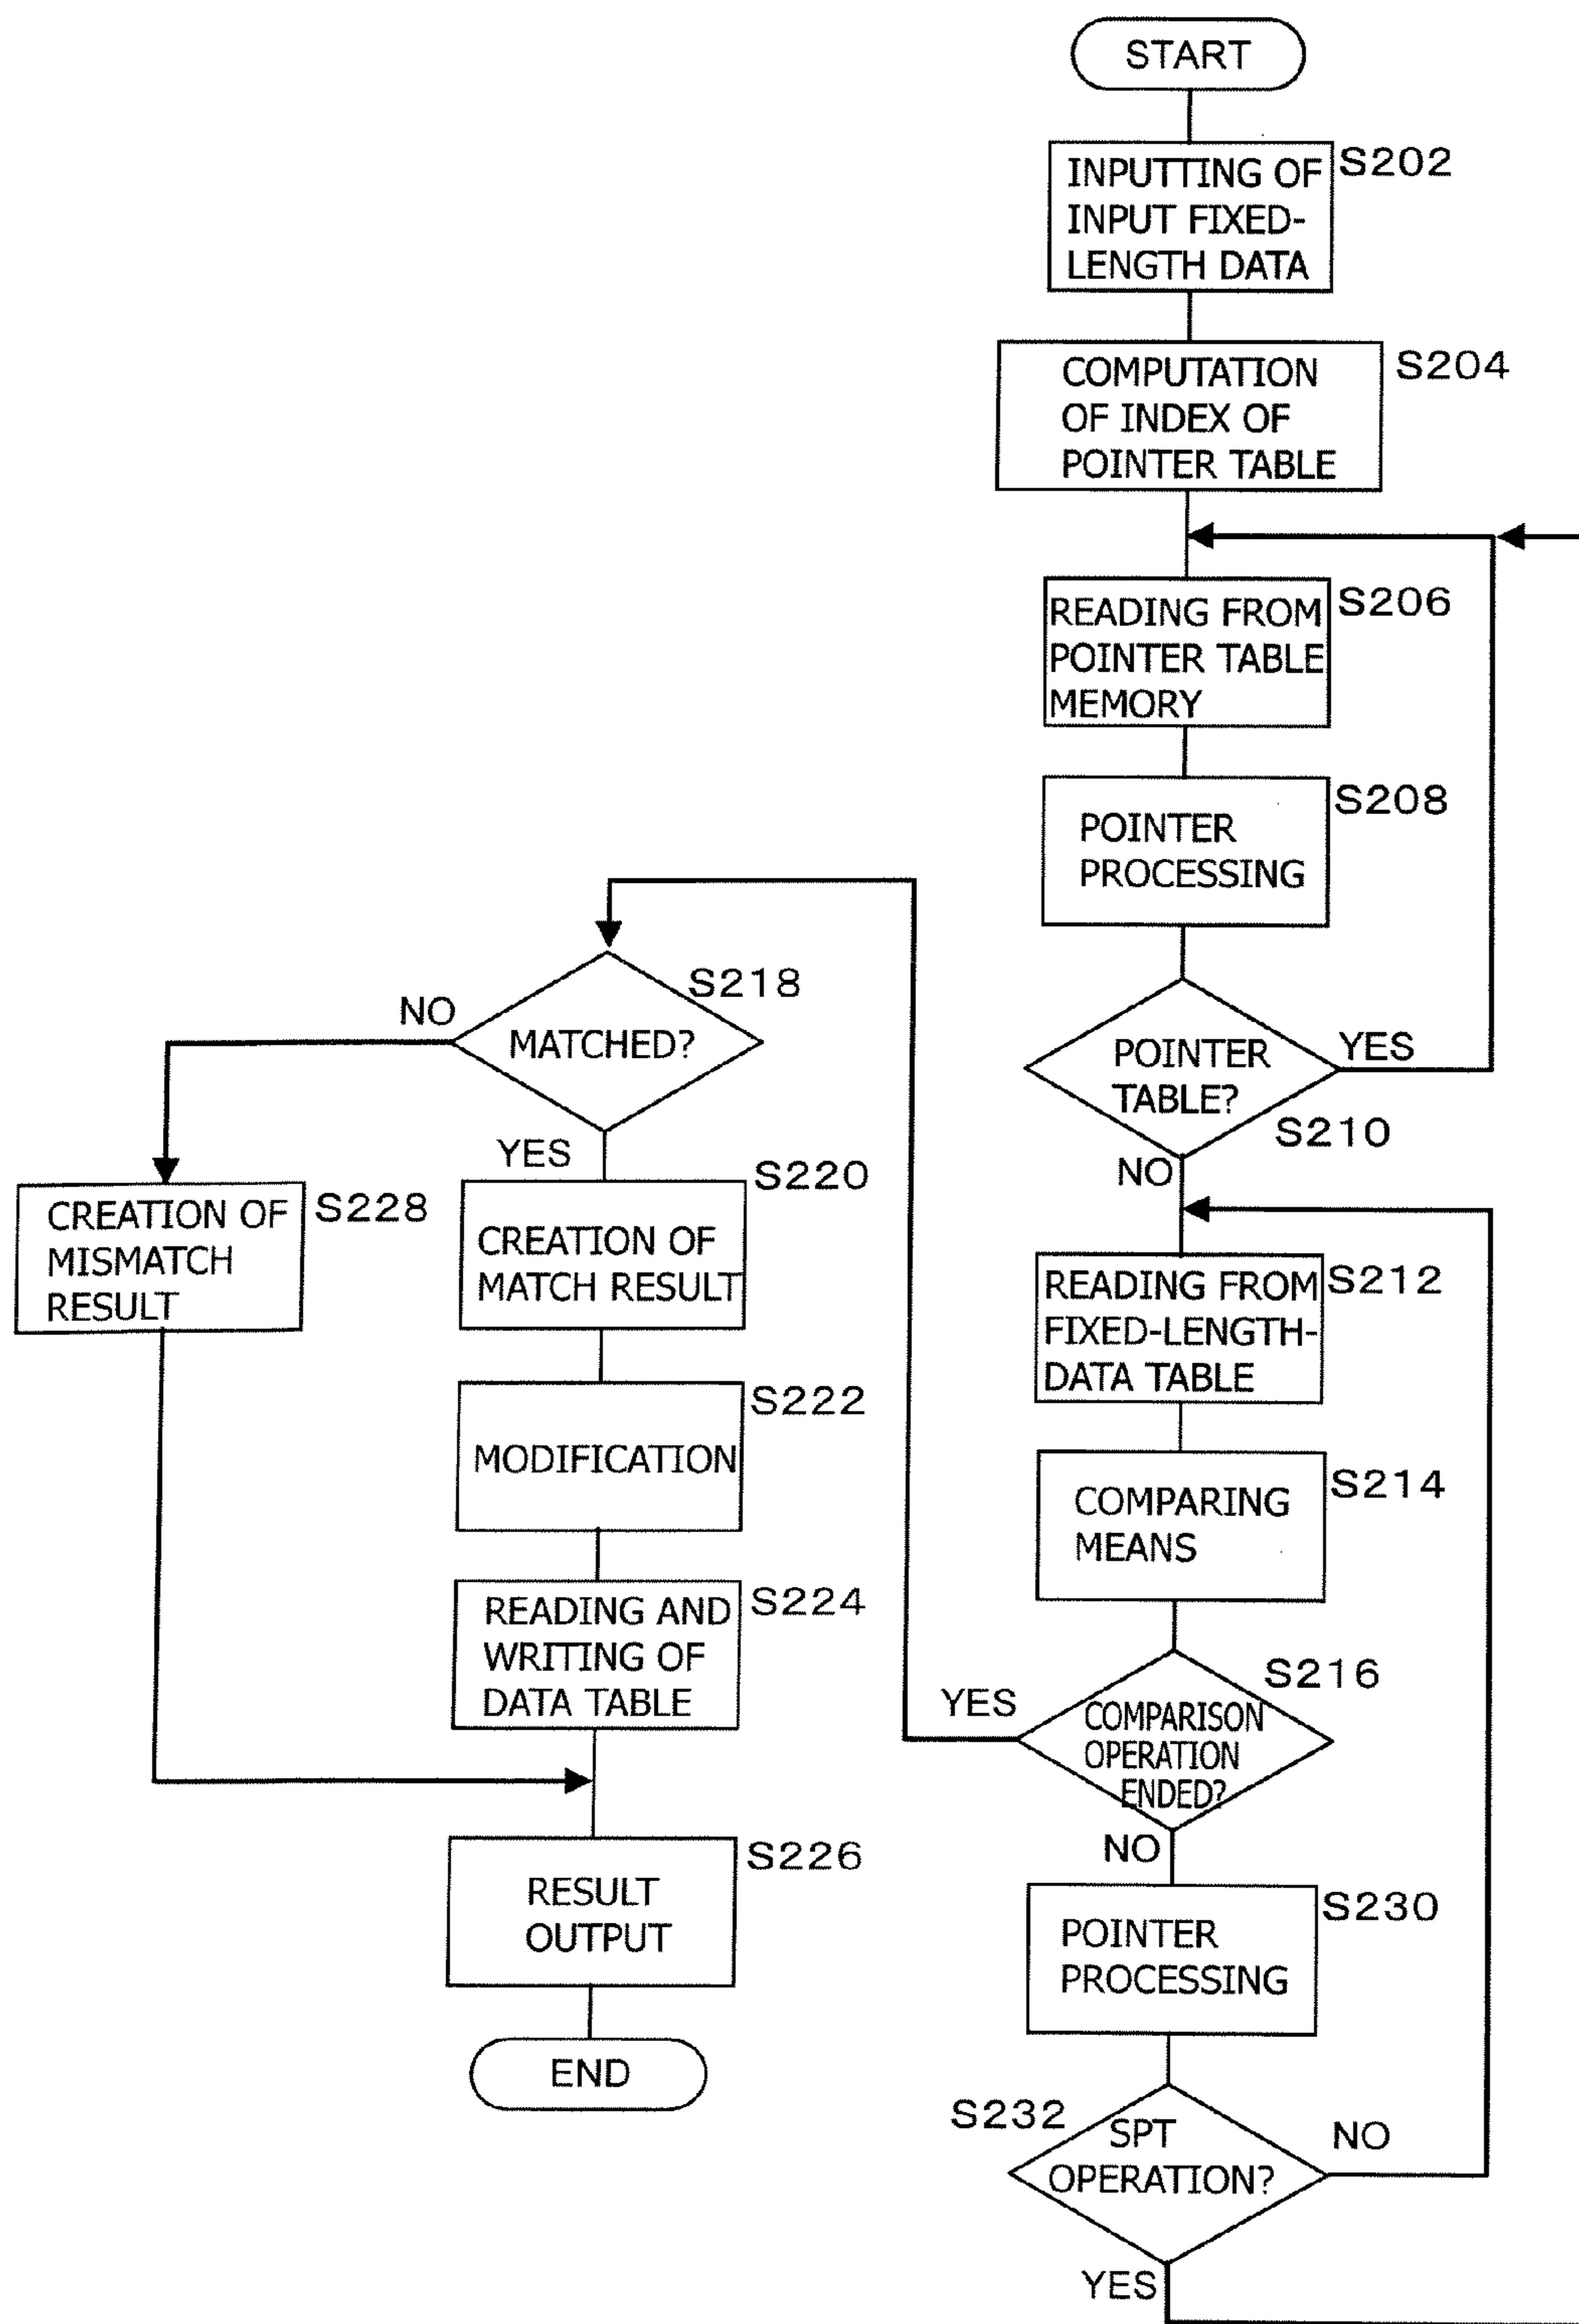 START
INPUTTING OF
INPUT FIXED-
LENGTH DATA
S202
COMPUTATION
OF INDEX OF
POINTER TABLE
S204
READING FROM
POINTER TABLE
MEMORY
S206
POINTER
PROCESSING
S208
POINTER
TABLE?
YES
S210
NO
READING FROM
FIXED-LENGTH-
DATA TABLE
S212
COMPARING
MEANS
S214
S216
YES
COMPARISON
OPERATION
ENDED?
NO
POINTER
PROCESSING
S230
S232
SPT
OPERATION?
NO
YES
S218
NO
MATCHED?
YES
S220
CREATION OF
MATCH RESULT
S222
MODIFICATION
S224
READING AND
WRITING OF
DATA TABLE
S228
CREATION OF
MISMATCH
RESULT
S226
RESULT
OUTPUT
END